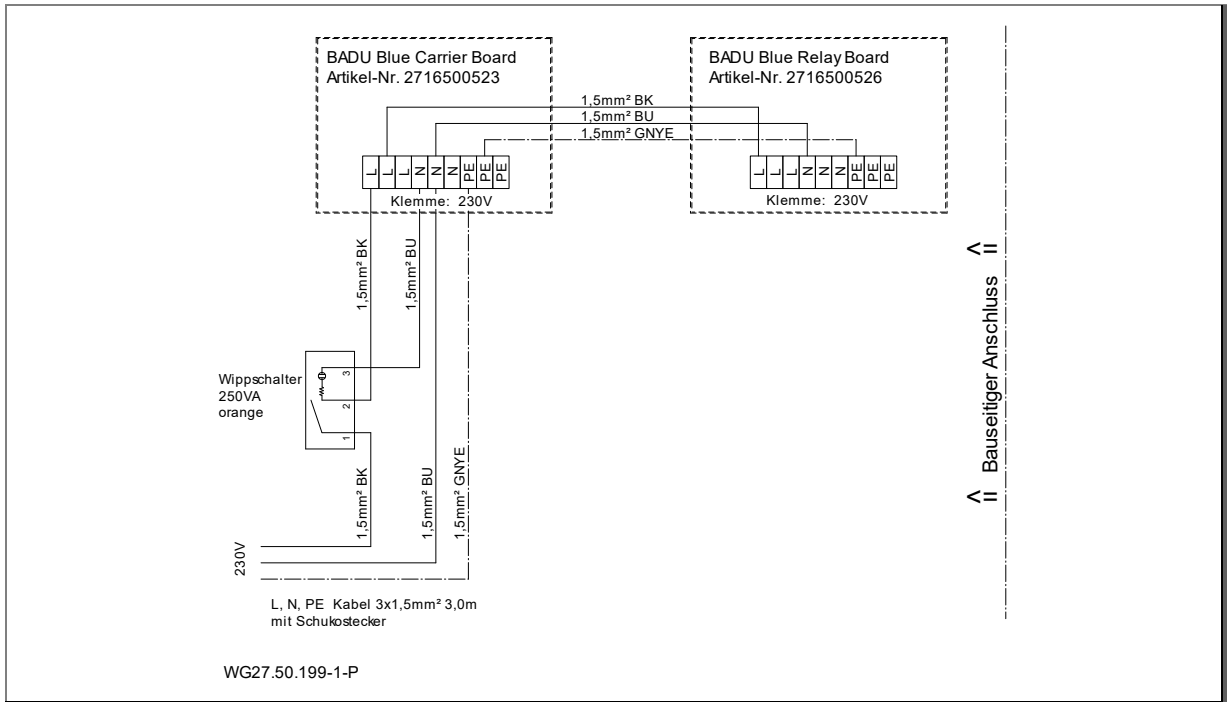 BADU Blue Carrier Board
Artikel-Nr. 2716500523
BADU Blue Relay Board
Artikel-Nr. 2716500526
1,5mm² BK
1,5mm² BU
1,5mm² GNYE
L L L N N N PE PE PE
Klemme: 230V
L L L N N N PE PE PE
Klemme: 230V
1,5mm² BK
1,5mm² BU
Wippschalter
250VA
orange
3
2
1
1,5mm² BK
1,5mm² BU
1,5mm² GNYE
230V
L, N, PE Kabel 3x1,5mm² 3,0m
mit Schukostecker
<= Bauseitiger Anschluss <=
WG27.50.199-1-P